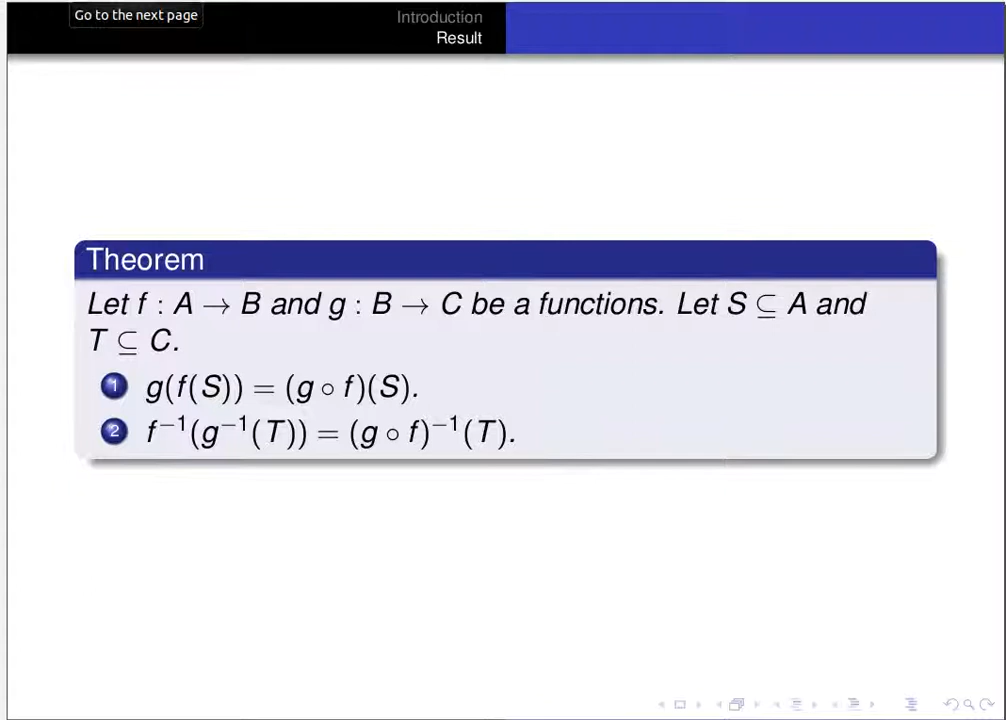 Go to the next page
Introduction
Result
Theorem
Let f : A → B and g : B → C be a functions. Let S ⊆ A and
T ⊆ C.
1 g(f(S)) = (g ∘ f)(S).
2 f⁻¹(g⁻¹(T)) = (g ∘ f)⁻¹(T).